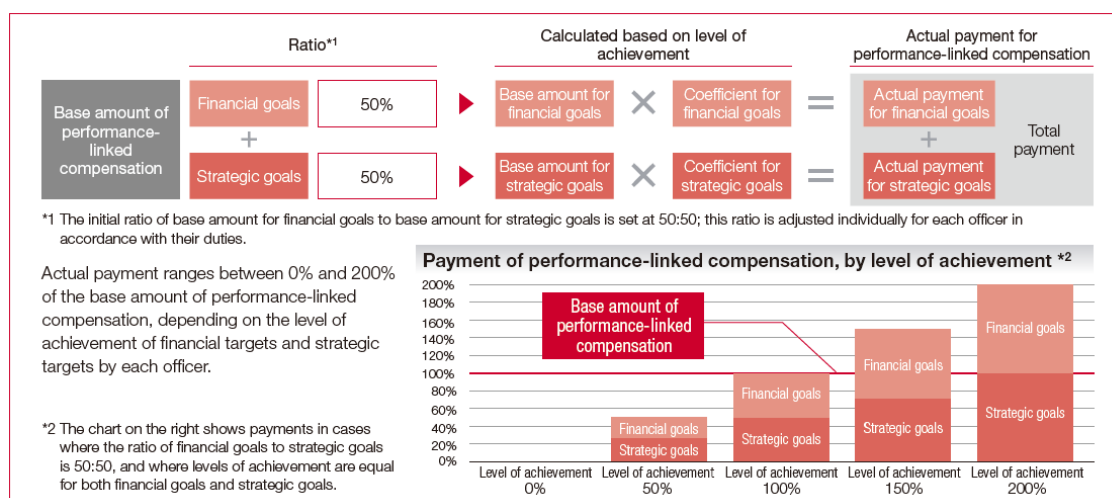 Ratio*1
Calculated based on level of
achievement
Actual payment for
performance-linked compensation
Base amount of
performance-
linked
compensation
Financial goals
50%
Base amount for
financial goals
×
Coefficient for
financial goals
=
Actual payment
for financial goals
+
+
Total
payment
Strategic goals
50%
Base amount for
strategic goals
×
Coefficient for
strategic goals
=
Actual payment
for strategic goals
*1 The initial ratio of base amount for financial goals to base amount for strategic goals is set at 50:50; this ratio is adjusted individually for each officer in
accordance with their duties.
Actual payment ranges between 0% and 200%
of the base amount of performance-linked
compensation, depending on the level of
achievement of financial targets and strategic
targets by each officer.
*2 The chart on the right shows payments in cases
where the ratio of financial goals to strategic goals
is 50:50, and where levels of achievement are equal
for both financial goals and strategic goals.
Payment of performance-linked compensation, by level of achievement *2
200%
180%
160%
140%
120%
100%
80%
60%
40%
20%
0%
Base amount of
performance-linked
compensation
Financial goals
Strategic goals
Financial goals
Strategic goals
Financial goals
Strategic goals
Financial goals
Strategic goals
Level of achievement
0%
Level of achievement
50%
Level of achievement
100%
Level of achievement
150%
Level of achievement
200%